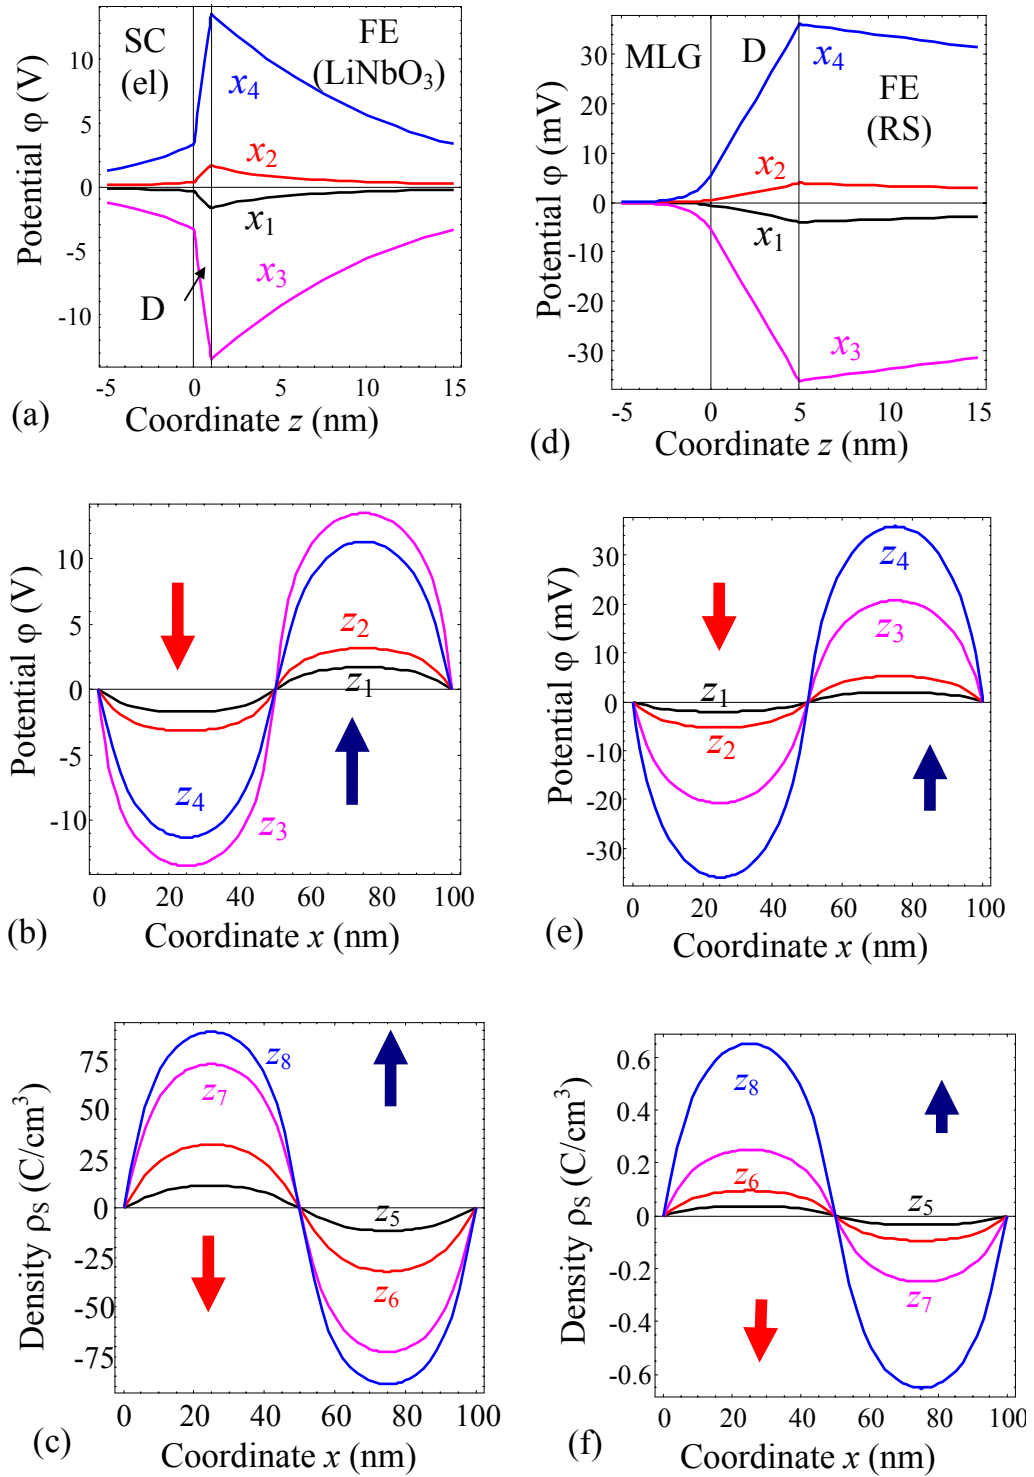 SC
(el)
FE
(LiNbO3)
x4
x2
x1
x3
D
10
5
0
-5
-10
Potential φ (V)
-5 0 5 10 15
Coordinate z (nm)
(a)
MLG
D
FE
(RS)
x4
x2
x1
x3
30
20
10
0
-10
-20
-30
Potential φ (mV)
-5 0 5 10 15
Coordinate z (nm)
(d)
z2
z1
z4
z3
10
5
0
-5
-10
Potential φ (V)
0 20 40 60 80 100
Coordinate x (nm)
(b)
z4
z3
z1
z2
30
20
10
0
-10
-20
-30
Potential φ (mV)
0 20 40 60 80 100
Coordinate x (nm)
(e)
z8
z7
z5
z6
75
50
25
0
-25
-50
-75
Density ρS (C/cm3)
0 20 40 60 80 100
Coordinate x (nm)
(c)
z8
z6
z5
z7
0.6
0.4
0.2
0
-0.2
-0.4
-0.6
Density ρS (C/cm3)
0 20 40 60 80 100
Coordinate x (nm)
(f)